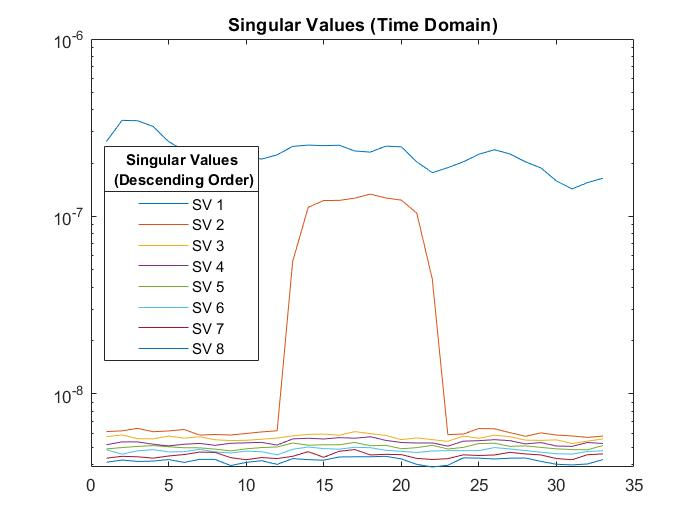 Singular Values (Time Domain)
10-6
10-7
10-8
Singular Values
(Descending Order)
SV 1
SV 2
SV 3
SV 4
SV 5
SV 6
SV 7
SV 8
0 5 10 15 20 25 30 35